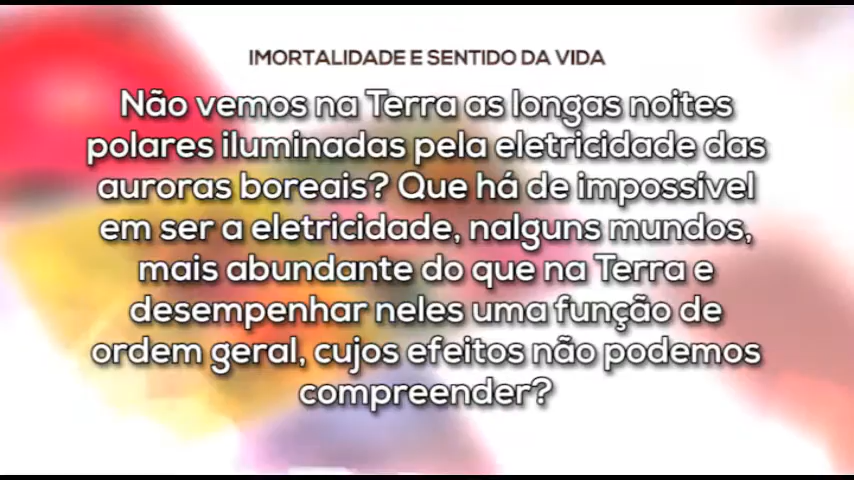 IMORTALIDADE E SENTIDO DA VIDA
Não vemos na Terra as longas noites
polares iluminadas pela eletricidade das
auroras boreais? Que há de impossível
em ser a eletricidade, nalguns mundos,
mais abundante do que na Terra e
desempenhar neles uma função de
ordem geral, cujos efeitos não podemos
compreender?